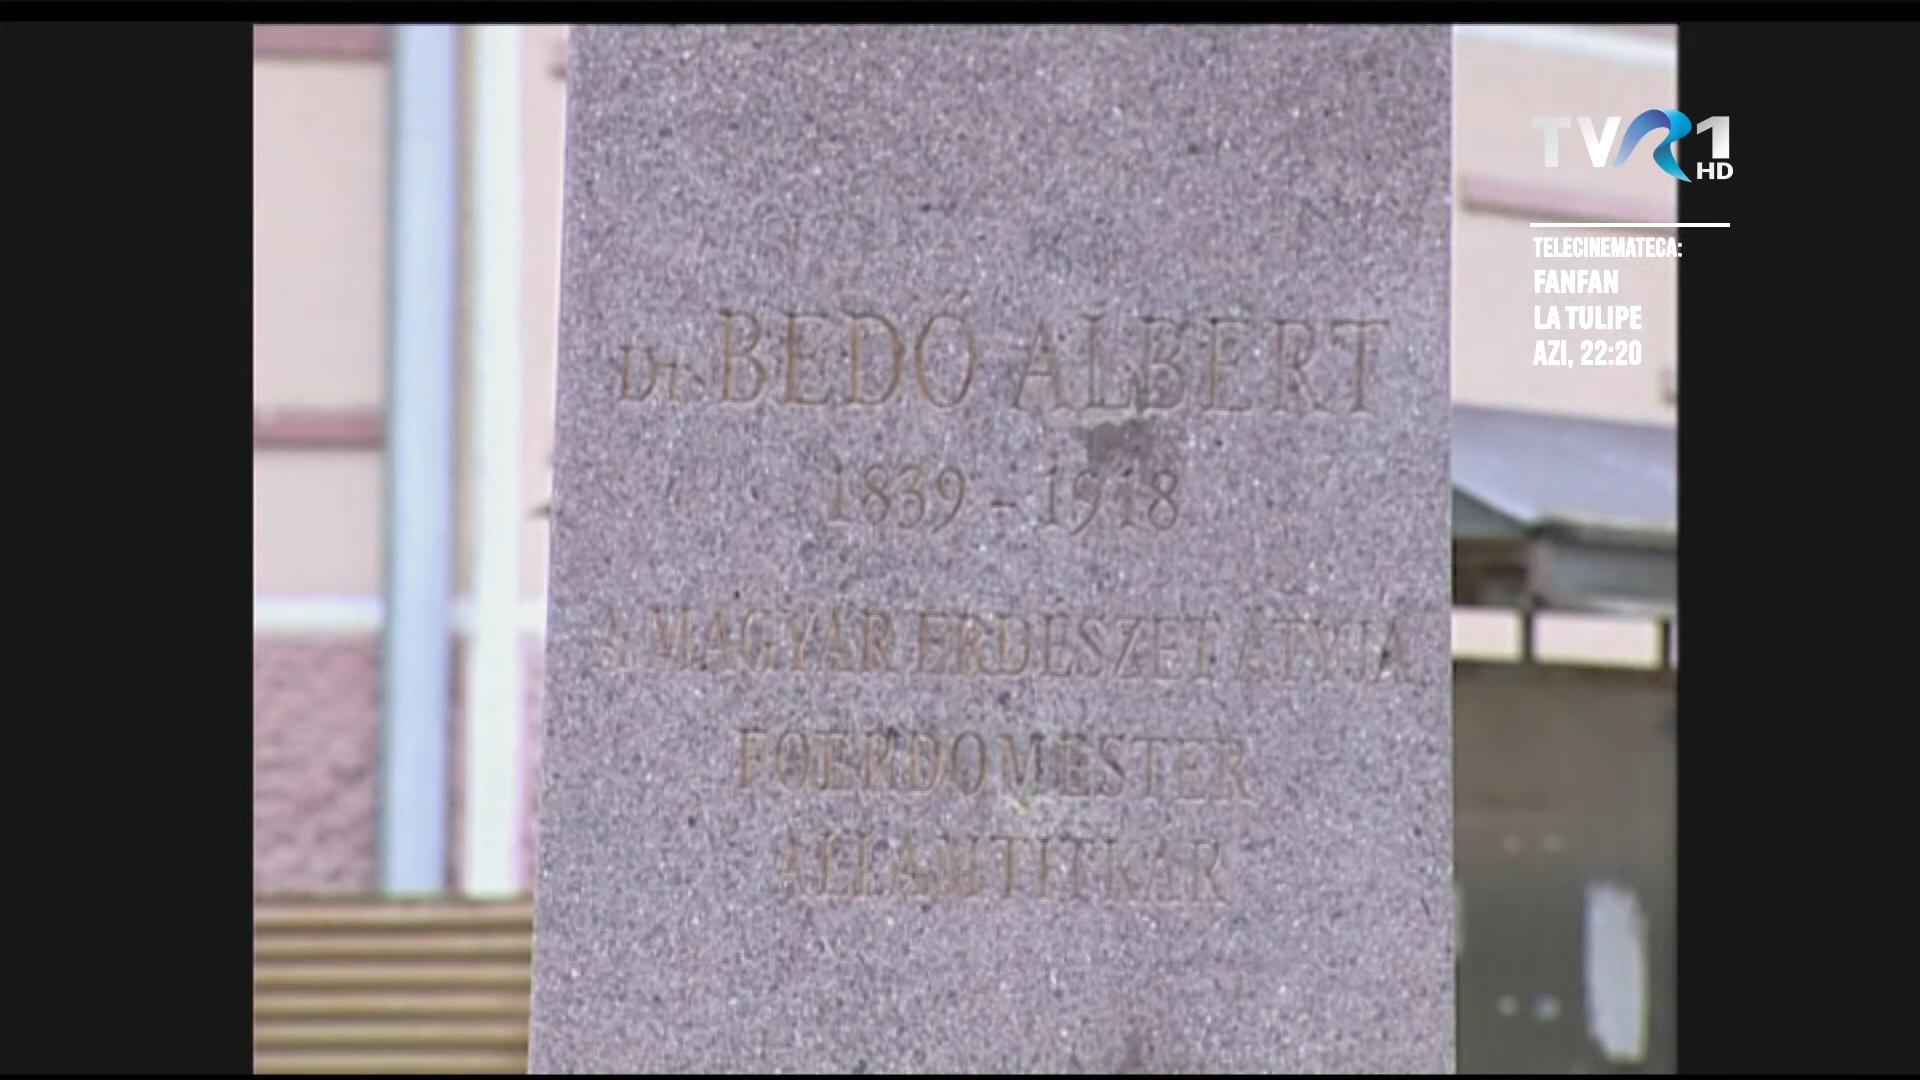 Dr. BEDŐ ALBERT
1839 - 1918
A MAGYAR ERDÉSZET ATYJA
FŐERDŐMESTER
ÁLLAMTITKÁR
TVR1
HD
TELECINEMATECA:
FANFAN
LA TULIPE
AZI, 22:20